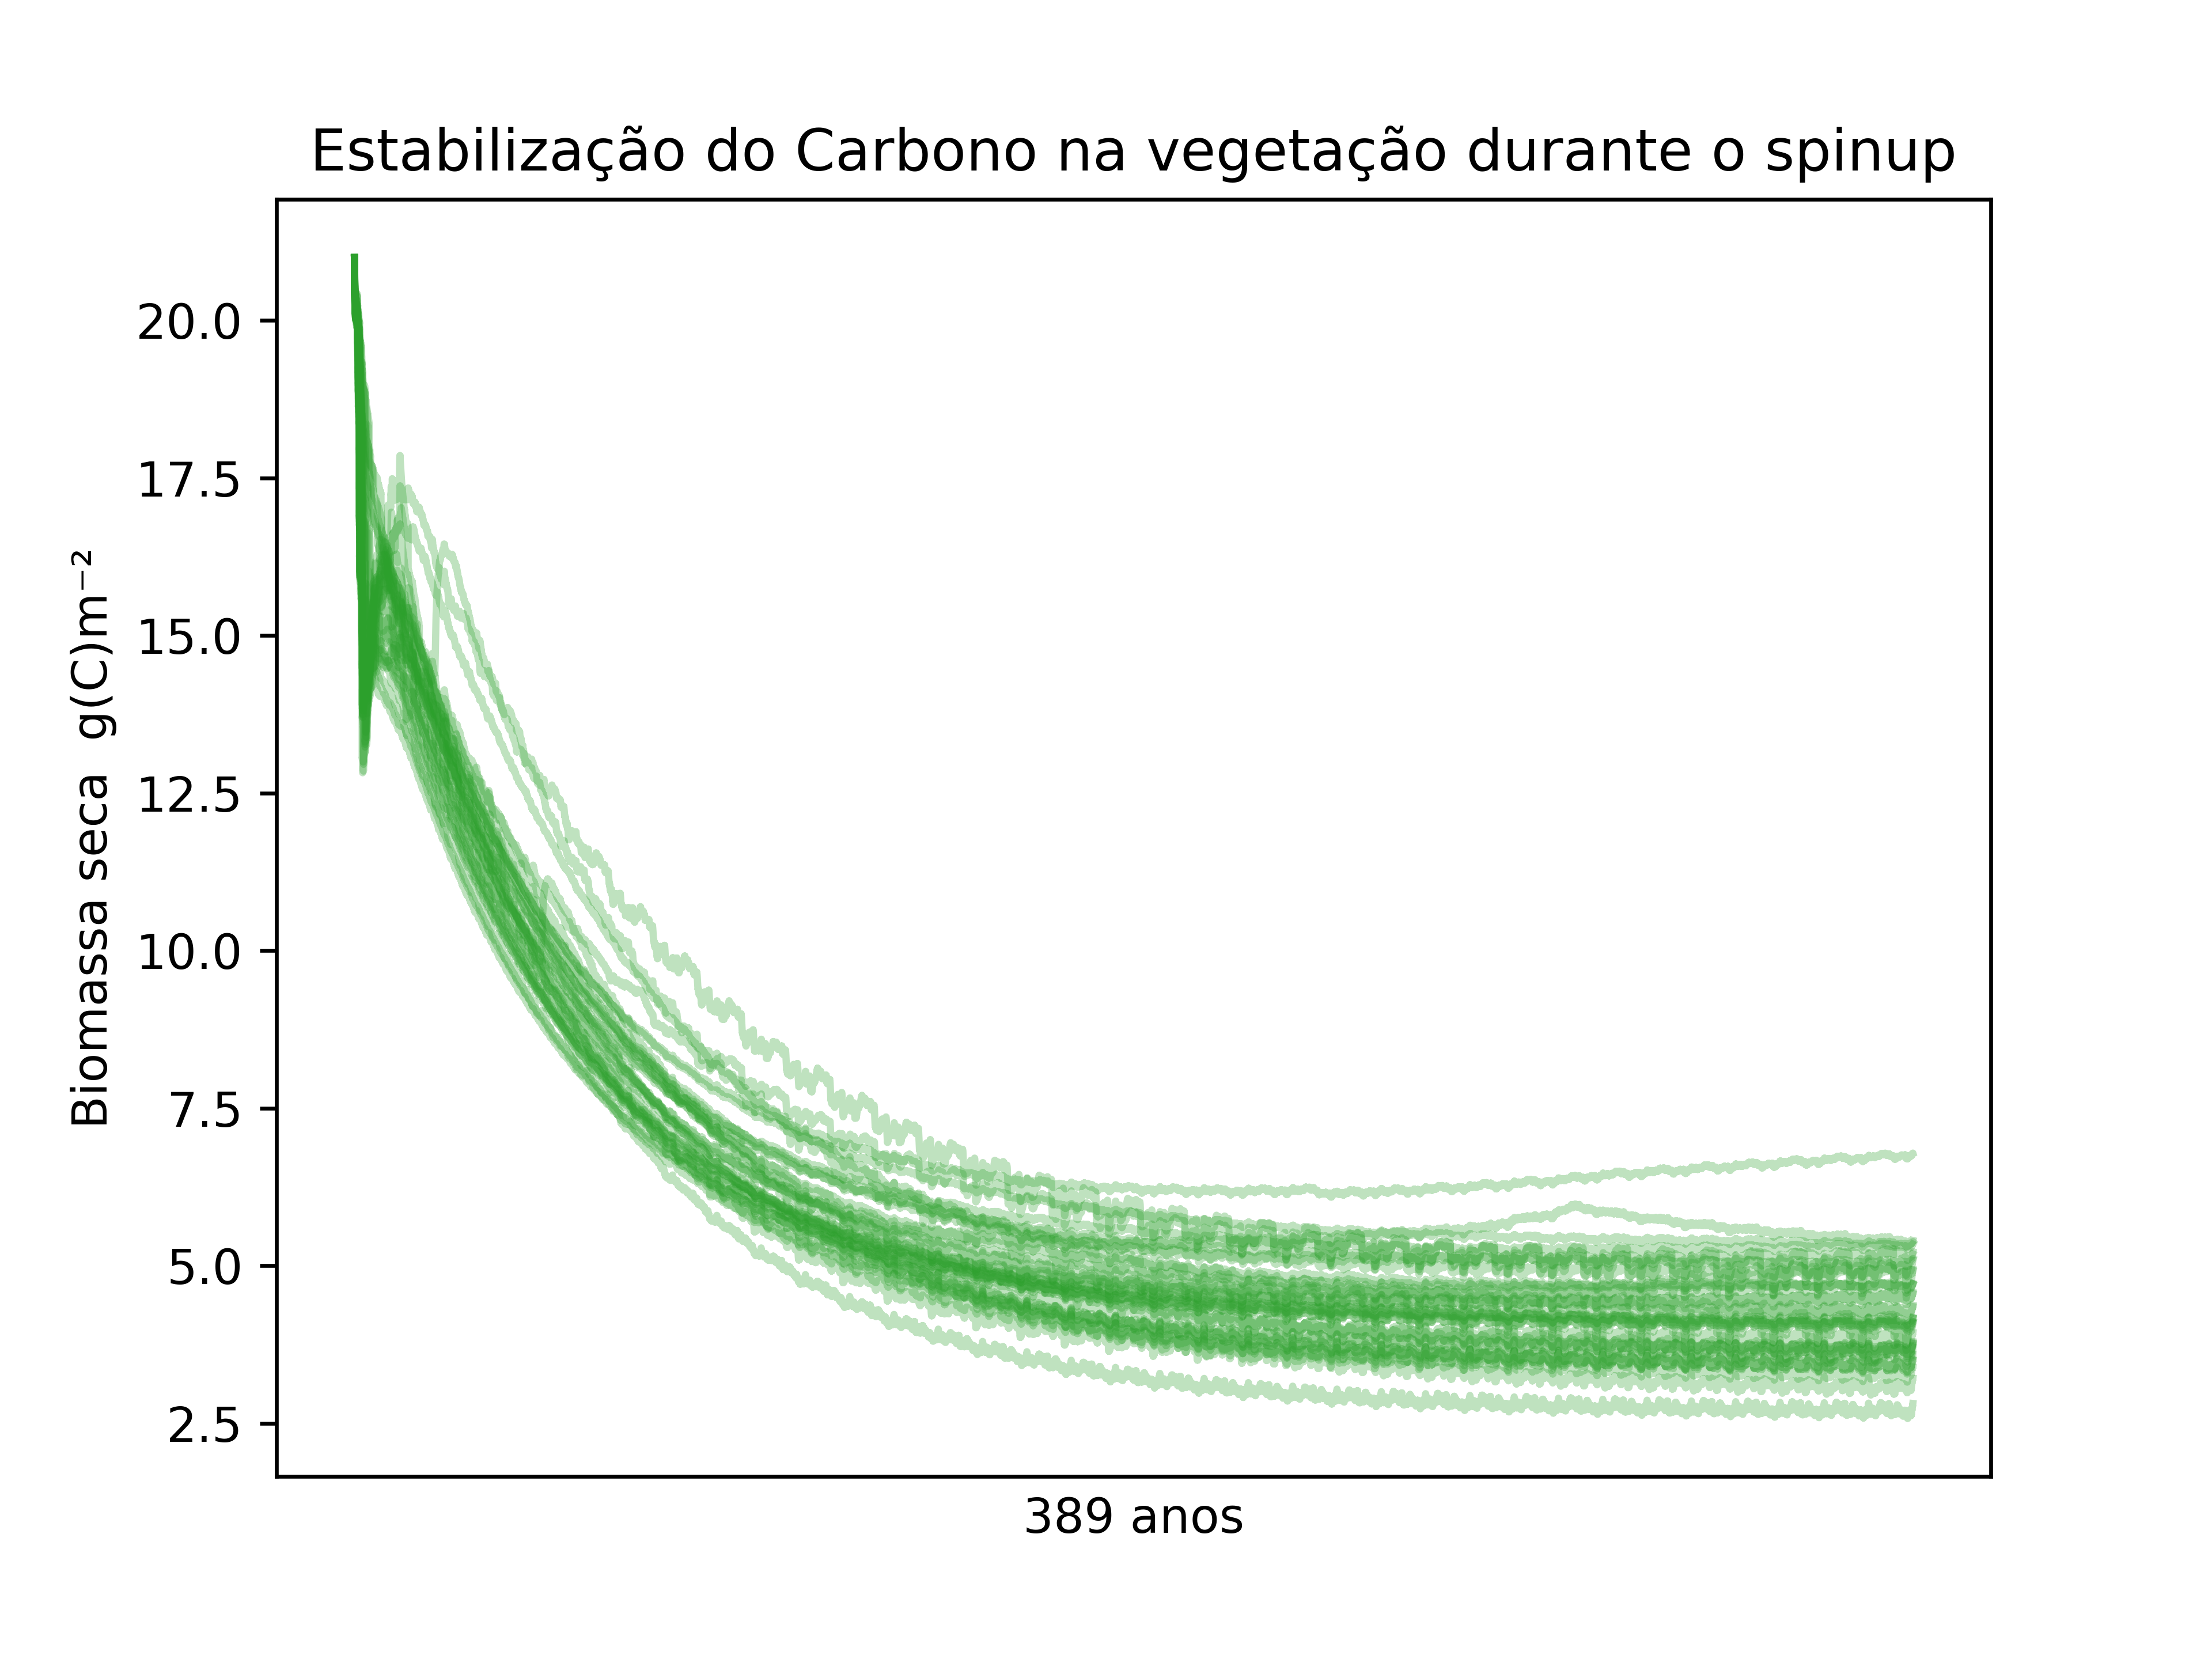 Estabilização do Carbono na vegetação durante o spinup
Biomassa seca  g(C)m⁻²
20.0
17.5
15.0
12.5
10.0
7.5
5.0
2.5
389 anos